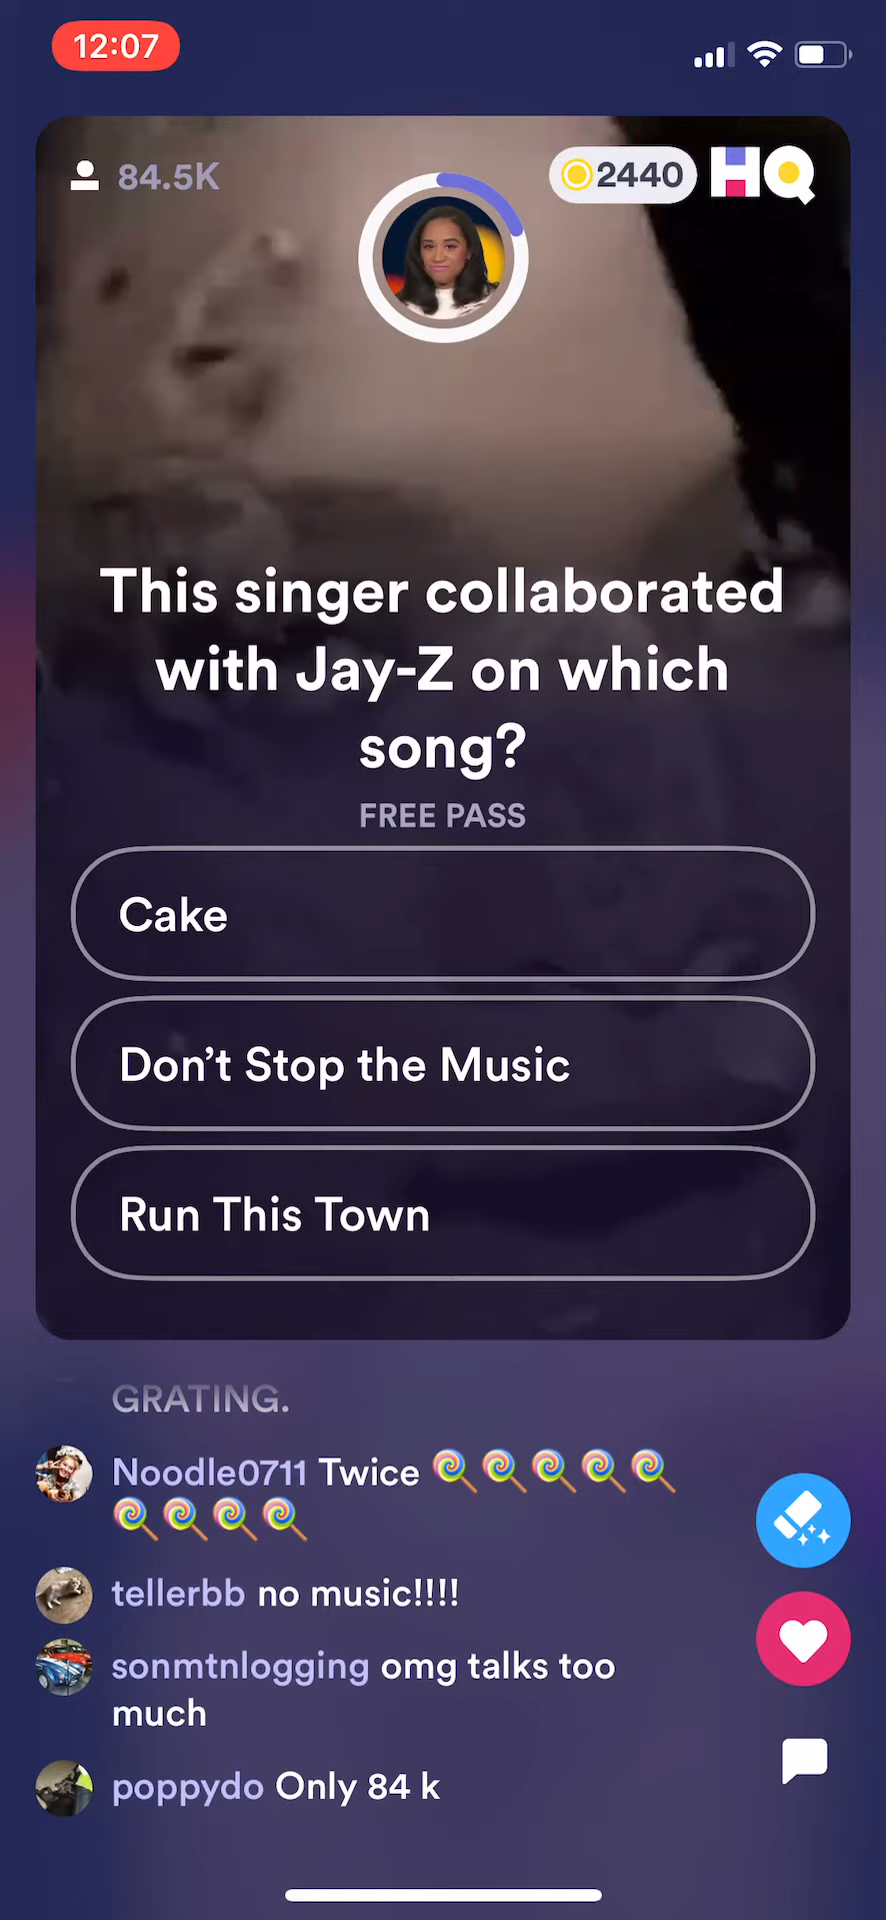 12:07
84.5K
2440 HQ
This singer collaborated
with Jay-Z on which
song?
FREE PASS
Cake
Don’t Stop the Music
Run This Town
GRATING.
Noodle0711 Twice 🍭🍭🍭🍭🍭
🍭🍭🍭🍭
tellerbb no music!!!!
sonmtnlogging omg talks too
much
poppydo Only 84 k